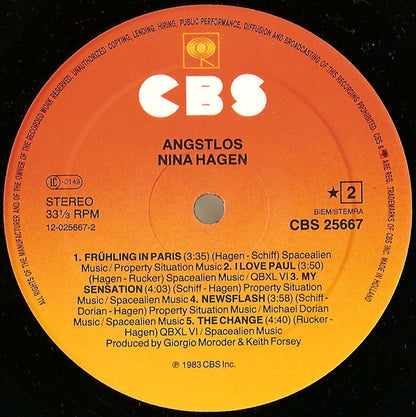 UNAUTHORIZED COPYING, LENDING, HIRING, PUBLIC PERFORMANCE, DIFFUSION AND BROADCASTING OF THIS RECORD PROHIBITED.
CBS
ANGSTLOS
NINA HAGEN
LC-0149
STEREO
33 1/3 RPM
12-025667-2
★ 2
BIEM/STEMRA
CBS 25667
1. FRÜHLING IN PARIS (3:35) (Hagen - Schiff) Spacealien
Music / Property Situation Music 2. I LOVE PAUL (3:50)
(Hagen - Rucker) Spacealien Music / QBXL VI 3. MY
SENSATION (4:03) (Schiff - Hagen) Property Situation
Music / Spacealien Music 4. NEWSFLASH (3:58) (Schiff -
Dorian - Hagen) Property Situation Music / Michael Dorian
Music / Spacealien Music 5. THE CHANGE (4:40) (Rucker -
Hagen) QBXL VI / Spacealien Music
Produced by Giorgio Moroder & Keith Forsey
℗ 1983 CBS Inc.
ALL RIGHTS OF THE MANUFACTURER AND OF THE OWNER OF THE RECORDED WORK RESERVED.
CBS & ARE REG. TRADEMARKS OF CBS INC. MADE IN HOLLAND